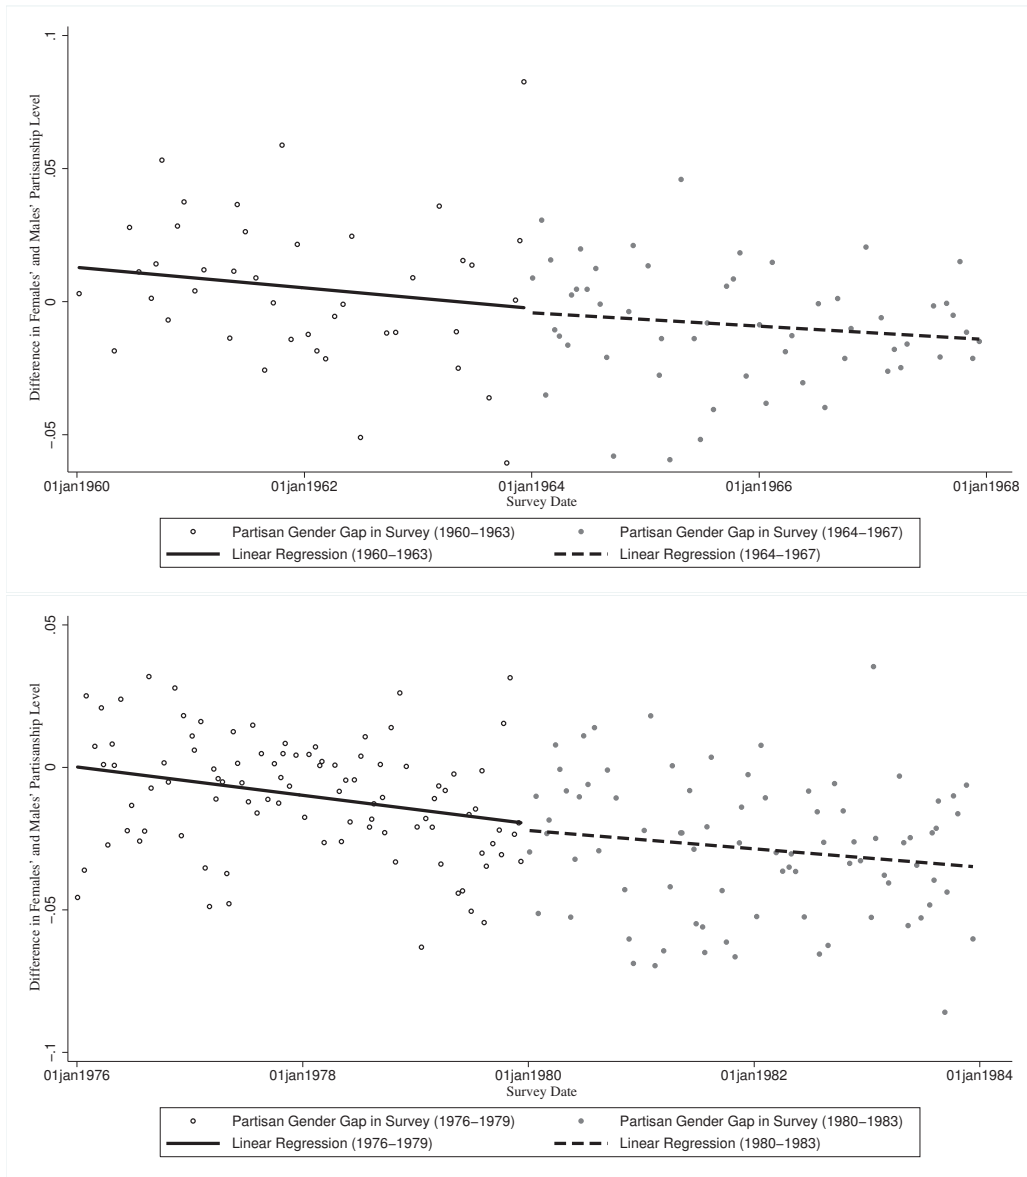 .1
.05
0
−.05
Difference in Females' and Males' Partisanship Level
01jan1960 01jan1962 01jan1964 01jan1966 01jan1968
Survey Date
Partisan Gender Gap in Survey (1960−1963) Partisan Gender Gap in Survey (1964−1967)
Linear Regression (1960−1963) Linear Regression (1964−1967)
.05
0
−.05
−.1
Difference in Females' and Males' Partisanship Level
01jan1976 01jan1978 01jan1980 01jan1982 01jan1984
Survey Date
Partisan Gender Gap in Survey (1976−1979) Partisan Gender Gap in Survey (1980−1983)
Linear Regression (1976−1979) Linear Regression (1980−1983)